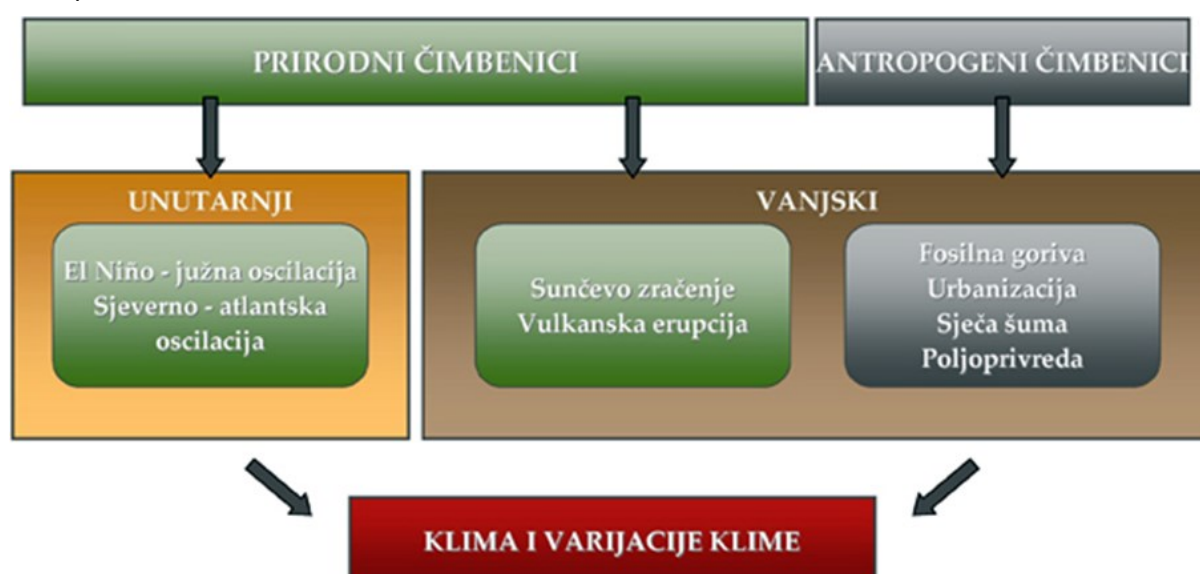 PRIRODNI ČIMBENICI
ANTROPOGENI ČIMBENICI
UNUTARNJI
El Niño - južna oscilacija
Sjeverno - atlantska
oscilacija
VANJSKI
Sunčevo zračenje
Vulkanska erupcija
Fosilna goriva
Urbanizacija
Sječa šuma
Poljoprivreda
KLIMA I VARIJACIJE KLIME